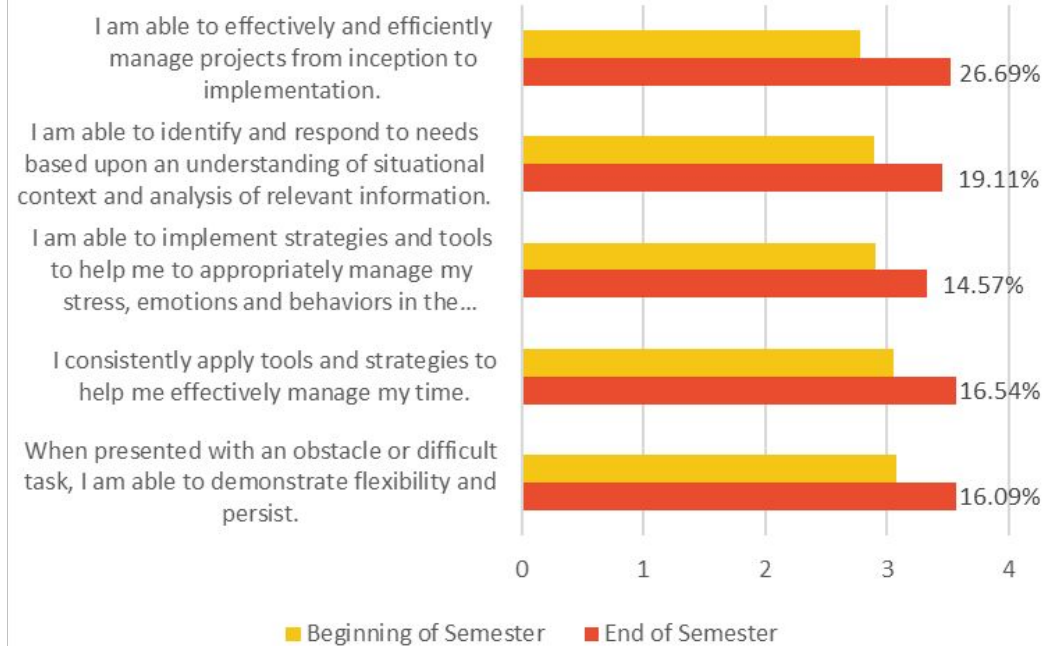 I am able to effectively and efficiently
manage projects from inception to
implementation.
26.69%
I am able to identify and respond to needs
based upon an understanding of situational
context and analysis of relevant information.
19.11%
I am able to implement strategies and tools
to help me to appropriately manage my
stress, emotions and behaviors in the...
14.57%
I consistently apply tools and strategies to
help me effectively manage my time.
16.54%
When presented with an obstacle or difficult
task, I am able to demonstrate flexibility and
persist.
16.09%
0 1 2 3 4
Beginning of Semester End of Semester